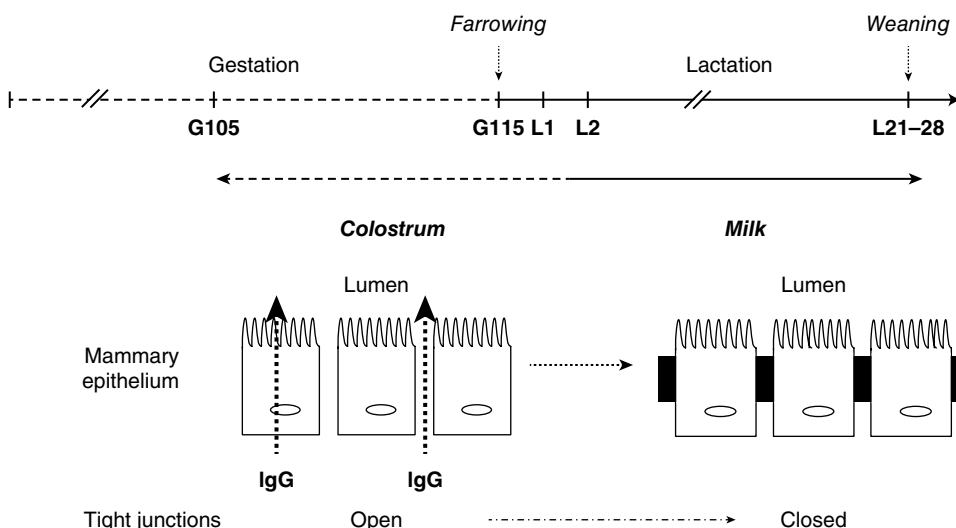 Farrowing
Weaning
Gestation
Lactation
G105
G115
L1
L2
L21–28
Colostrum
Milk
Lumen
Lumen
Mammary
epithelium
IgG
IgG
Tight junctions
Open
Closed